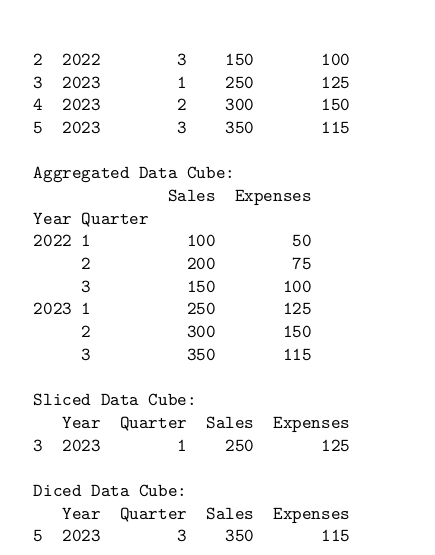 2  2022        3    150       100
3  2023        1    250       125
4  2023        2    300       150
5  2023        3    350       115
Aggregated Data Cube:
              Sales  Expenses
Year Quarter
2022 1          100        50
     2          200        75
     3          150       100
2023 1          250       125
     2          300       150
     3          350       115
Sliced Data Cube:
   Year  Quarter  Sales  Expenses
3  2023        1    250       125
Diced Data Cube:
   Year  Quarter  Sales  Expenses
5  2023        3    350       115